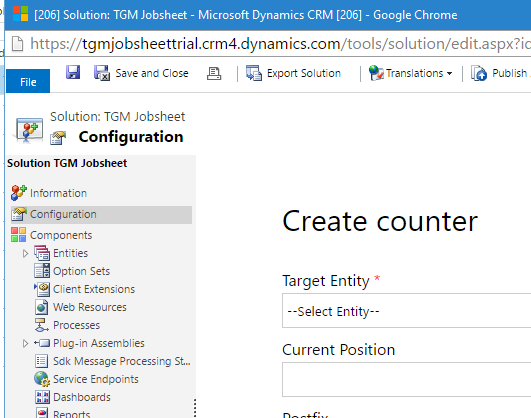 [206] Solution: TGM Jobsheet - Microsoft Dynamics CRM [206] - Google Chrome
https://tgmjobsheettrial.crm4.dynamics.com/tools/solution/edit.aspx?id
File Save and Close Export Solution Translations Publish
Solution: TGM Jobsheet
Configuration
Solution TGM Jobsheet
Information
Configuration
Components
Entities
Option Sets
Client Extensions
Web Resources
Processes
Plug-in Assemblies
Sdk Message Processing St...
Service Endpoints
Dashboards
Reports
Create counter
Target Entity *
--Select Entity--
Current Position
Postfix